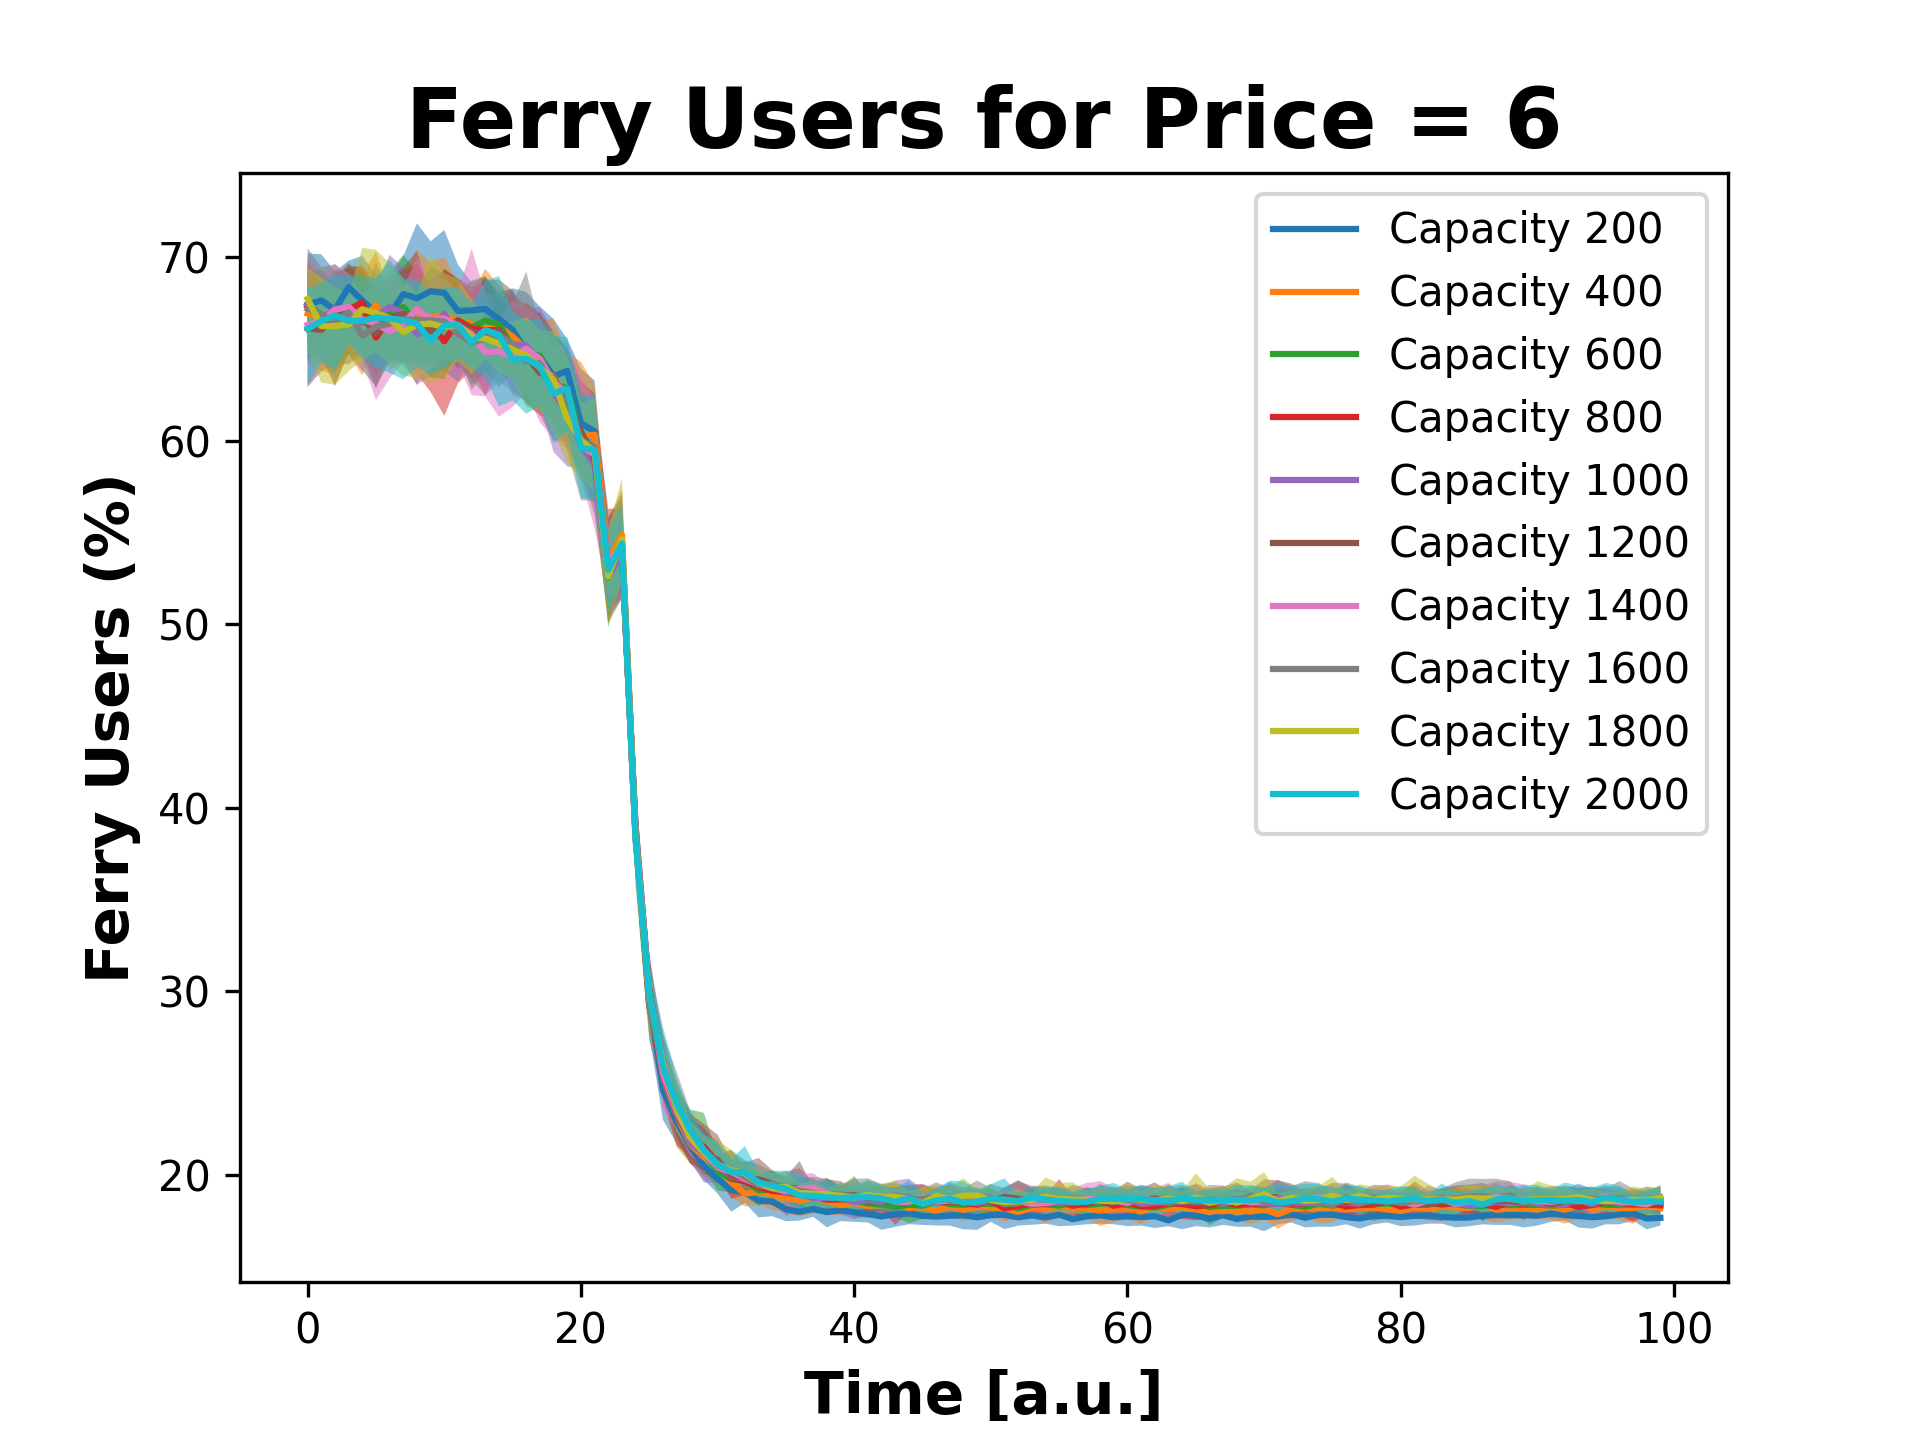 Ferry Users for Price = 6
Ferry Users (%)
70
60
50
40
30
20
Capacity 200
Capacity 400
Capacity 600
Capacity 800
Capacity 1000
Capacity 1200
Capacity 1400
Capacity 1600
Capacity 1800
Capacity 2000
0 20 40 60 80 100
Time [a.u.]